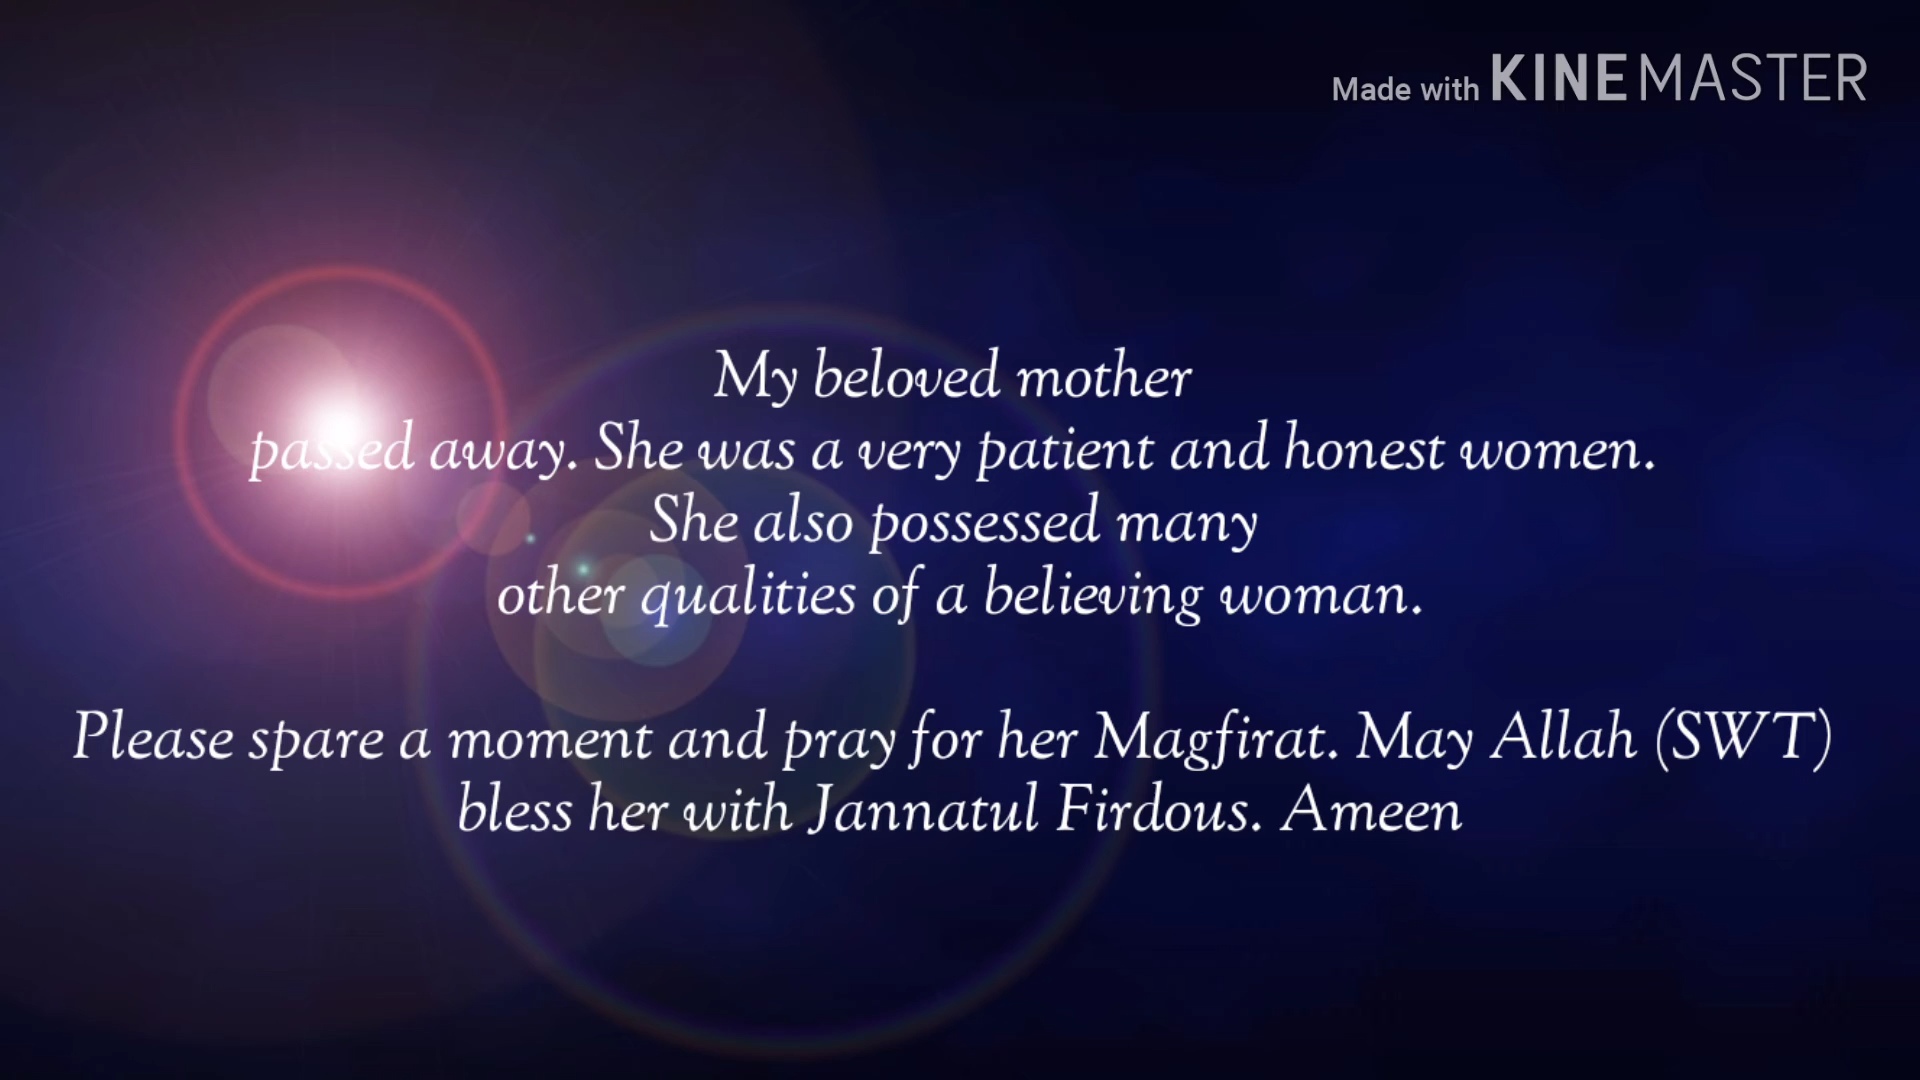 Made with KINEMASTER
My beloved mother
passed away. She was a very patient and honest women.
She also possessed many
other qualities of a believing woman.
Please spare a moment and pray for her Magfirat. May Allah (SWT)
bless her with Jannatul Firdous. Ameen